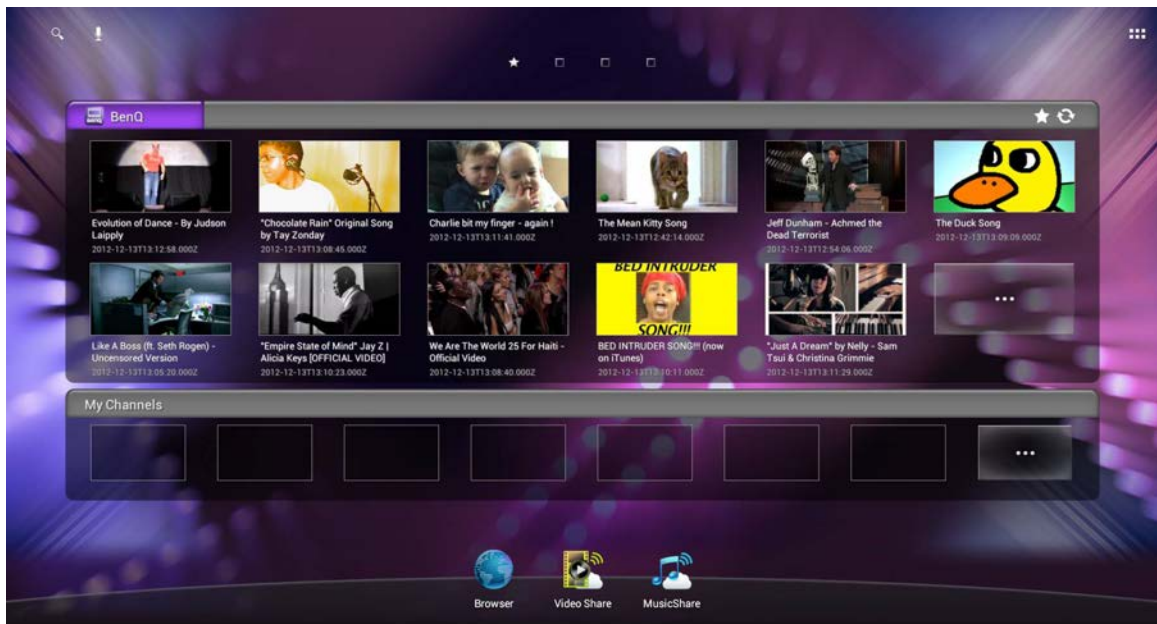 BenQ
Evolution of Dance - By Judson
Laipply
2012-12-13T13:12:58.000Z
"Chocolate Rain" Original Song
by Tay Zonday
2012-12-13T13:08:45.000Z
Charlie bit my finger - again !
2012-12-13T13:11:41.000Z
The Mean Kitty Song
2012-12-13T12:42:14.000Z
Jeff Dunham - Achmed the
Dead Terrorist
2012-12-13T12:54:06.000Z
The Duck Song
2012-12-13T13:09:09.000Z
BED INTRUDER
SONG!!!
Like A Boss (ft. Seth Rogen) -
Uncensored Version
2012-12-13T13:05:20.000Z
"Empire State of Mind" Jay Z |
Alicia Keys [OFFICIAL VIDEO]
2012-12-13T13:10:23.000Z
We Are The World 25 For Haiti -
Official Video
2012-12-13T13:08:40.000Z
BED INTRUDER SONG!!! (now
on iTunes)
2012-12-13T13:10:11.000Z
"Just A Dream" by Nelly - Sam
Tsui & Christina Grimmie
2012-12-13T13:11:29.000Z
My Channels
Browser
Video Share
MusicShare